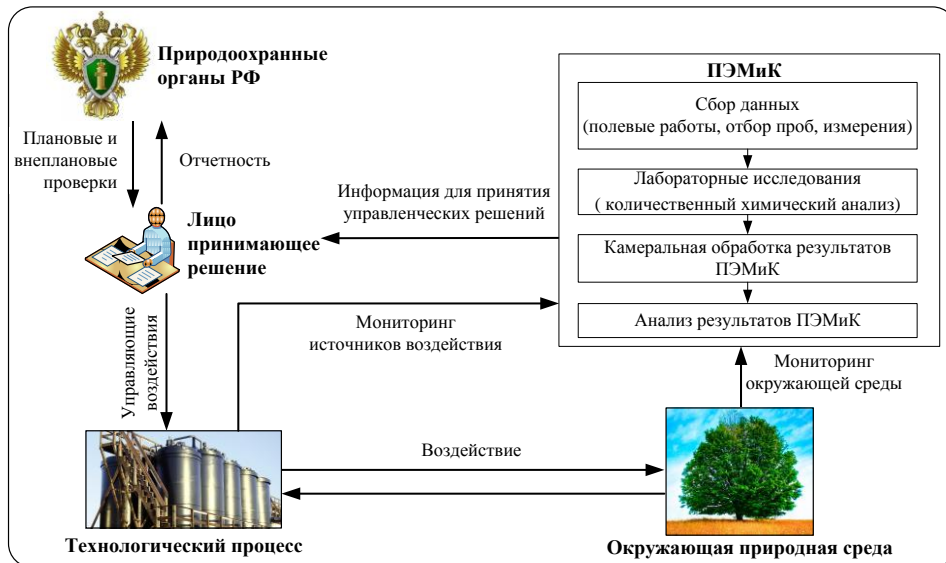 Природоохранные
органы РФ
Плановые и
внеплановые
проверки
Отчетность
Лицо
принимающее
решение
Информация для принятия
управленческих решений
ПЭМиК
Сбор данных
(полевые работы, отбор проб, измерения)
Лабораторные исследования
( количественный химический анализ)
Камеральная обработка результатов
ПЭМиК
Анализ результатов ПЭМиК
Мониторинг
источников воздействия
Мониторинг
окружающей среды
Управляющие
воздействия
Воздействие
Технологический процесс
Окружающая природная среда